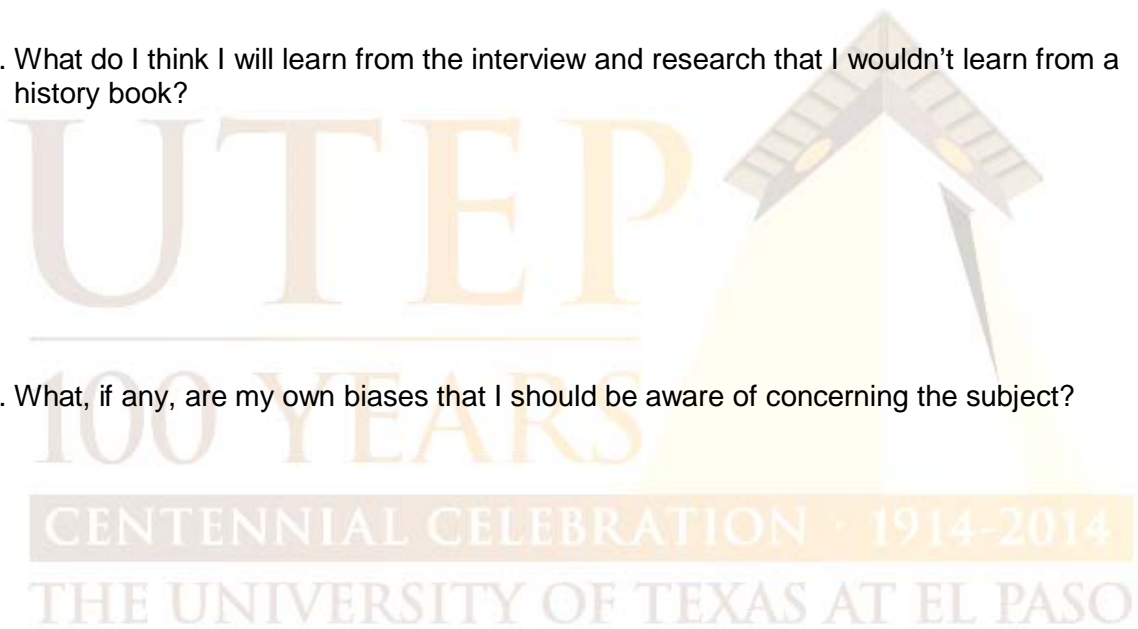 . What do I think I will learn from the interview and research that I wouldn’t learn from a
history book?
UTEP
. What, if any, are my own biases that I should be aware of concerning the subject?
100 YEARS
CENTENNIAL CELEBRATION · 1914-2014
THE UNIVERSITY OF TEXAS AT EL PASO